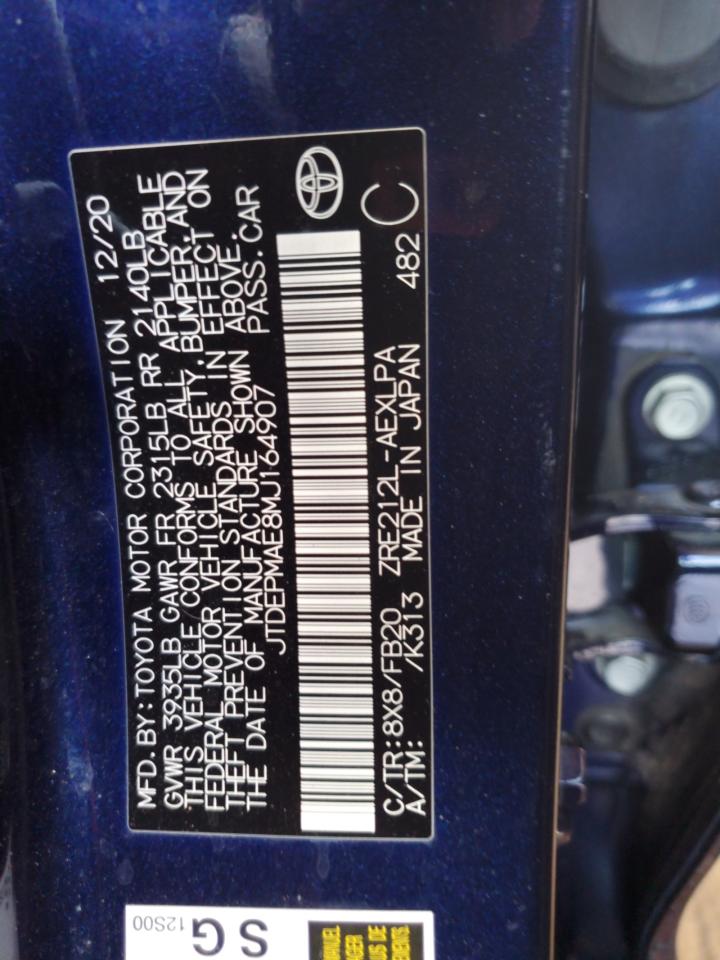 MFD. BY: TOYOTA MOTOR CORPORATION 12/20
GVWR 3935LB GAWR FR 2315LB RR 2140LB
THIS VEHICLE CONFORMS TO ALL APPLICABLE
FEDERAL MOTOR VEHICLE SAFETY, BUMPER, AND
THEFT PREVENTION STANDARDS IN EFFECT ON
THE DATE OF MANUFACTURE SHOWN ABOVE.
JTDEPMAE8MJ164907 PASS. CAR
C/TR: 8X8/FB20 ZRE212L-AEXLPA
A/TM: /K313 MADE IN JAPAN 482 C
SG
12S00